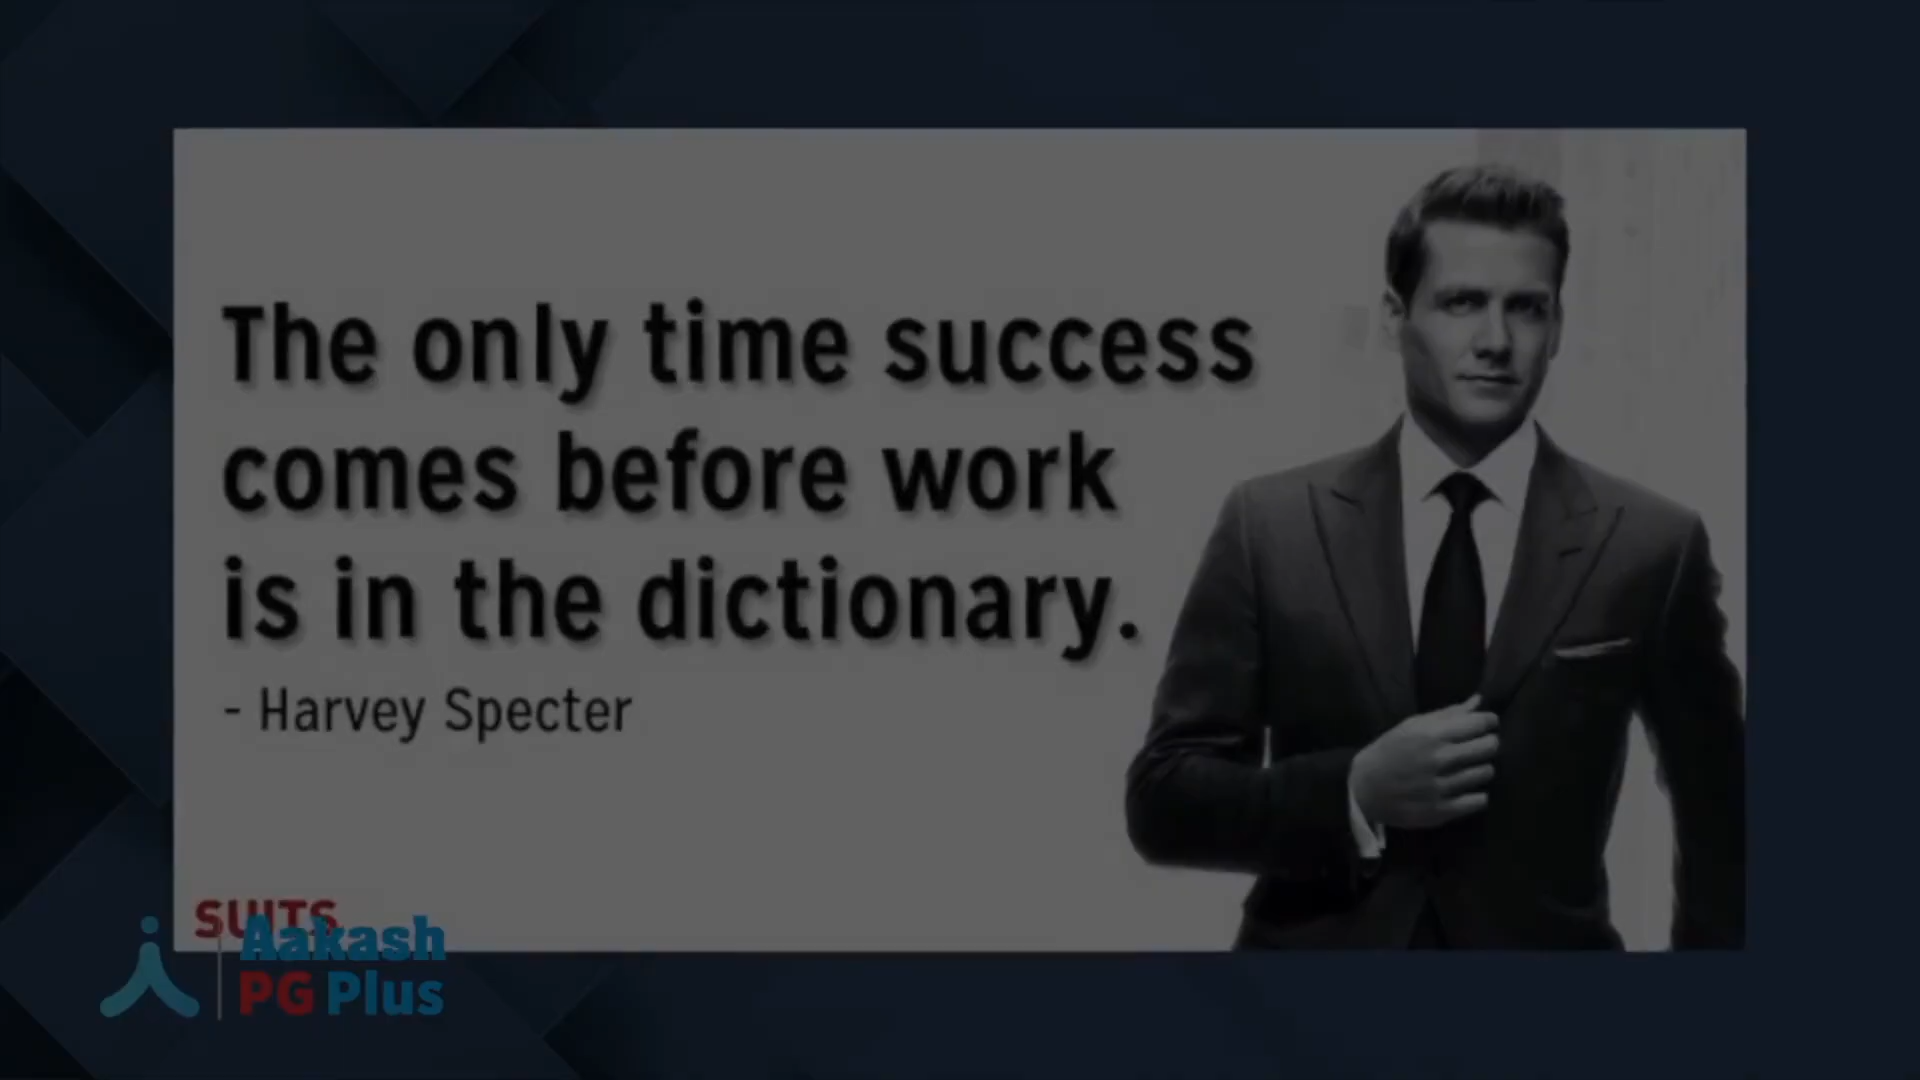 The only time success
comes before work
is in the dictionary.
- Harvey Specter
SUITS
Aakash
PG Plus